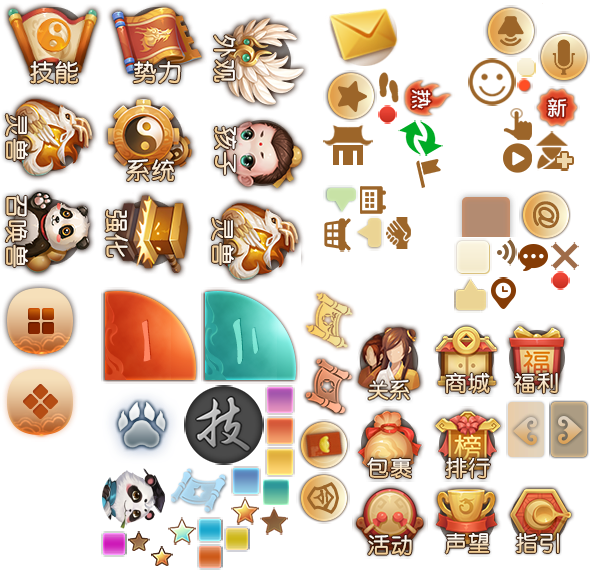 技能
势力
外观
热
新
灵兽
系统
孩子
召唤兽
强化
灵兽
@
一
二
技
关系
商城
福
福利
包裹
榜
排行
活动
声望
指引